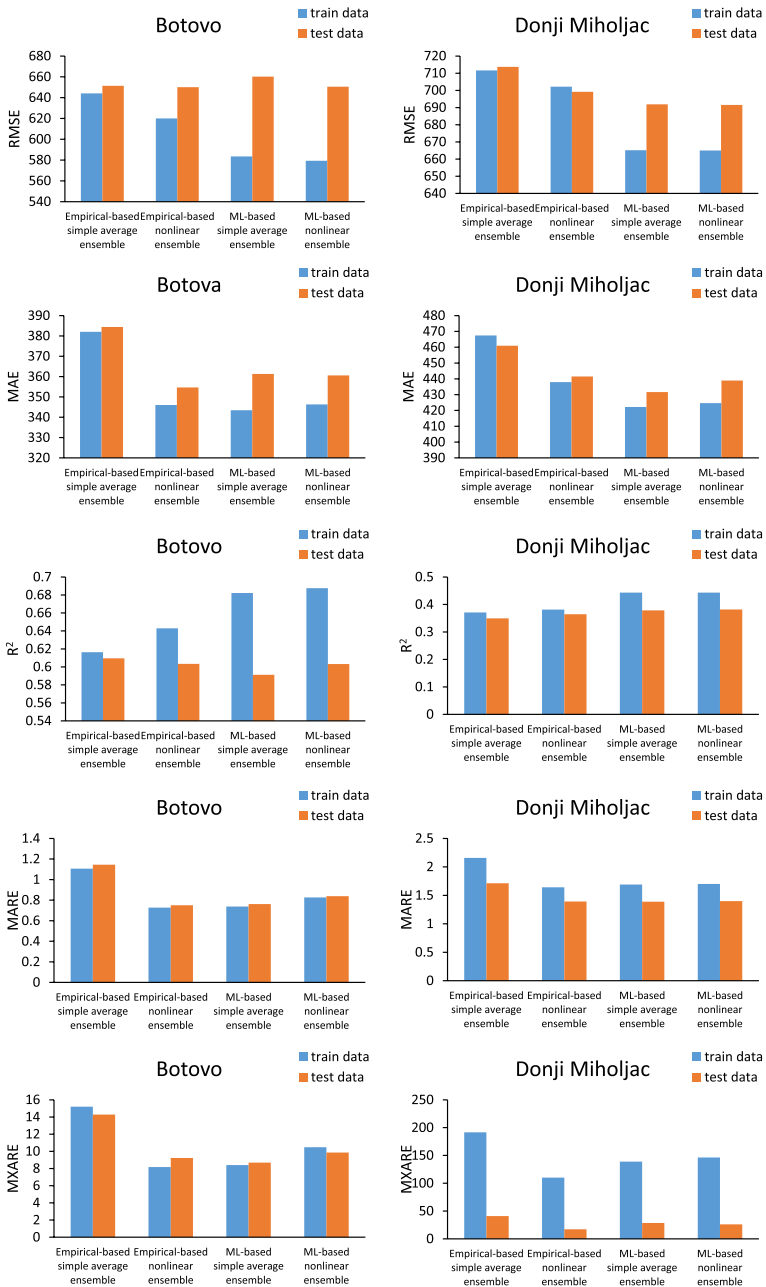 Botovo
train data
test data
RMSE
680
660
640
620
600
580
560
540
Empirical-based Empirical-based ML-based ML-based
simple average nonlinear simple average nonlinear
ensemble ensemble ensemble ensemble
Donji Miholjac
train data
test data
RMSE
720
710
700
690
680
670
660
650
640
Empirical-based Empirical-based ML-based ML-based
simple average nonlinear simple average nonlinear
ensemble ensemble ensemble ensemble
Botova
train data
test data
MAE
390
380
370
360
350
340
330
320
Empirical-based Empirical-based ML-based ML-based
simple average nonlinear simple average nonlinear
ensemble ensemble ensemble ensemble
Donji Miholjac
train data
test data
MAE
480
470
460
450
440
430
420
410
400
390
Empirical-based Empirical-based ML-based ML-based
simple average nonlinear simple average nonlinear
ensemble ensemble ensemble ensemble
Botovo
train data
test data
R²
0.7
0.68
0.66
0.64
0.62
0.6
0.58
0.56
0.54
Empirical-based Empirical-based ML-based ML-based
simple average nonlinear simple average nonlinear
ensemble ensemble ensemble ensemble
Donji Miholjac
train data
test data
R²
0.5
0.4
0.3
0.2
0.1
0
Empirical-based Empirical-based ML-based ML-based
simple average nonlinear simple average nonlinear
ensemble ensemble ensemble ensemble
Botovo
train data
test data
MARE
1.4
1.2
1
0.8
0.6
0.4
0.2
0
Empirical-based Empirical-based ML-based ML-based
simple average nonlinear simple average nonlinear
ensemble ensemble ensemble ensemble
Donji Miholjac
train data
test data
MARE
2.5
2
1.5
1
0.5
0
Empirical-based Empirical-based ML-based ML-based
simple average nonlinear simple average nonlinear
ensemble ensemble ensemble ensemble
Botovo
train data
test data
MXARE
16
14
12
10
8
6
4
2
0
Empirical-based Empirical-based ML-based ML-based
simple average nonlinear simple average nonlinear
ensemble ensemble ensemble ensemble
Donji Miholjac
train data
test data
MXARE
250
200
150
100
50
0
Empirical-based Empirical-based ML-based ML-based
simple average nonlinear simple average nonlinear
ensemble ensemble ensemble ensemble